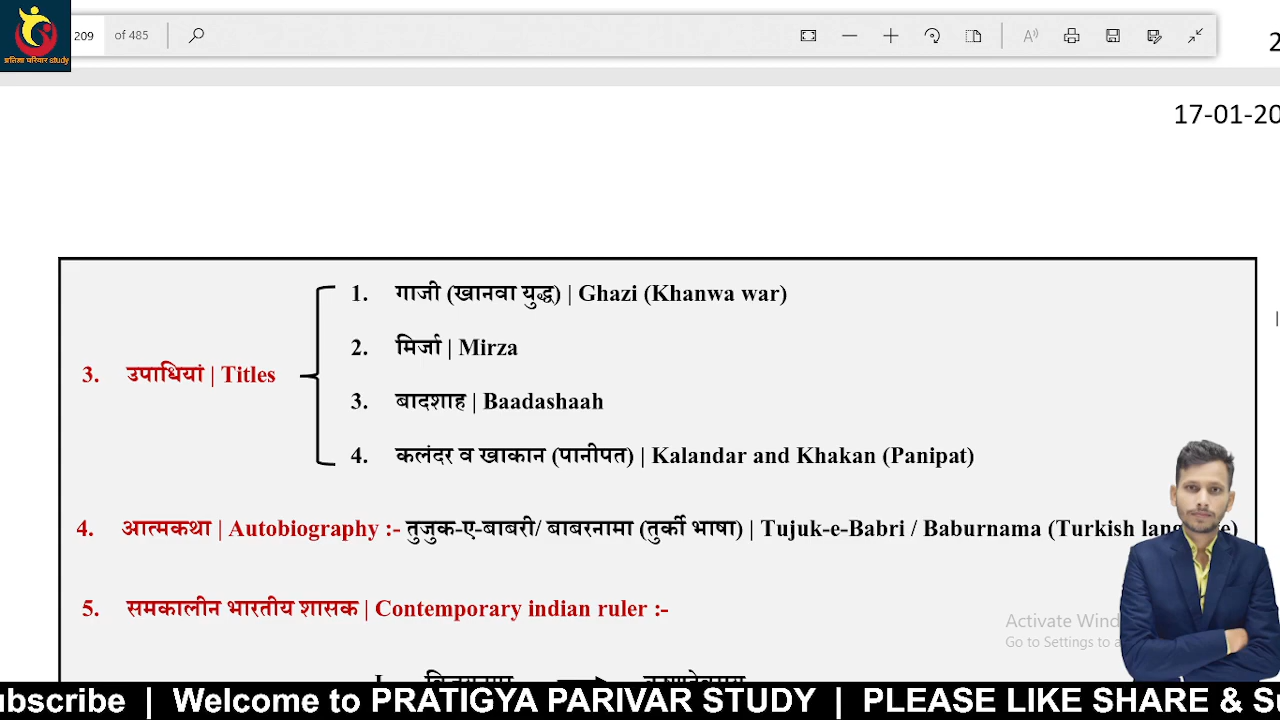 209 of 485
प्रतिज्ञा परिवार study
17-01-20
1. गाजी (खानवा युद्ध) | Ghazi (Khanwa war)
2. मिर्जा | Mirza
3. उपाधियां | Titles
3. बादशाह | Baadashaah
4. कलंदर व खाकान (पानीपत) | Kalandar and Khakan (Panipat)
4. आत्मकथा | Autobiography :- तुजुक-ए-बाबरी/ बाबरनामा (तुर्की भाषा) | Tujuk-e-Babri / Baburnama (Turkish lang
5. समकालीन भारतीय शासक | Contemporary indian ruler :-
Activate Wind
Go to Settings to a
ubscribe | Welcome to PRATIGYA PARIVAR STUDY | PLEASE LIKE SHARE & S